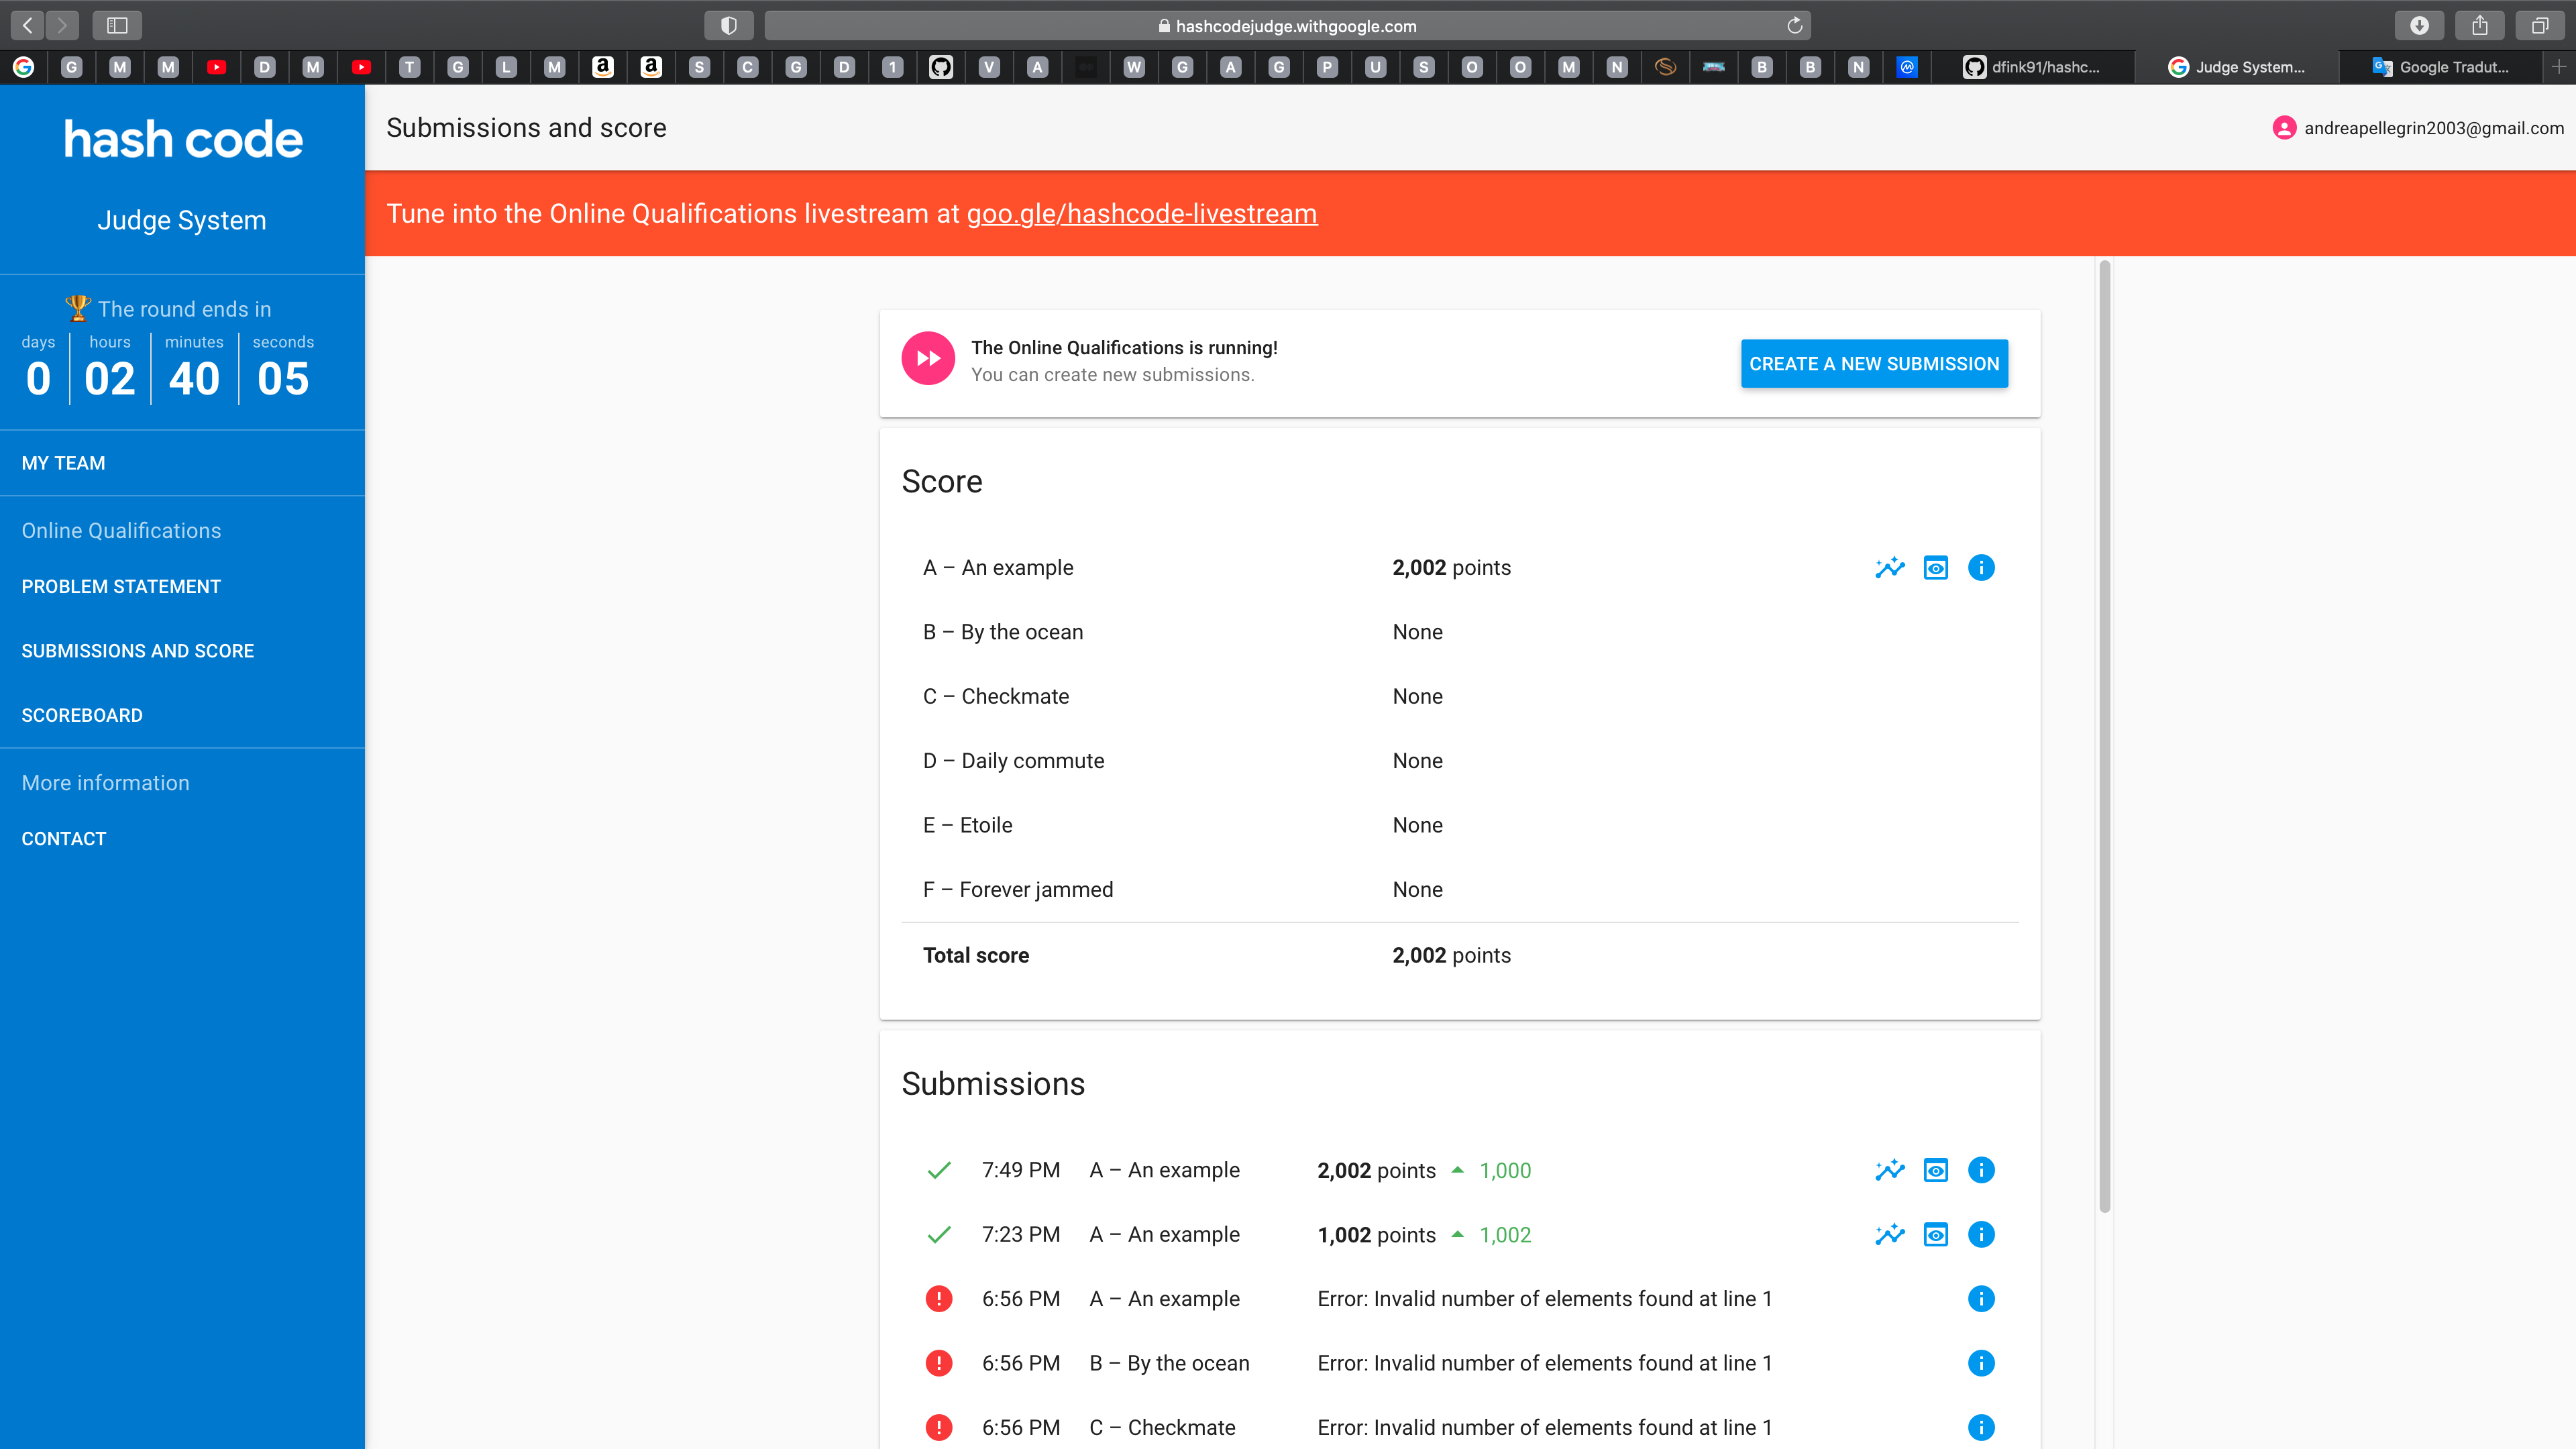 hashcodejudge.withgoogle.com
G M M D M T G L M a a S C G D 1 V A W G A G P U S O O M N B B N dfink91/hashc... Judge System... Google Tradut...
hash code
Judge System
Submissions and score
andreapellegrin2003@gmail.com
Tune into the Online Qualifications livestream at goo.gle/hashcode-livestream
The round ends in
days hours minutes seconds
0 02 40 05
MY TEAM
Online Qualifications
PROBLEM STATEMENT
SUBMISSIONS AND SCORE
SCOREBOARD
More information
CONTACT
The Online Qualifications is running!
You can create new submissions.
CREATE A NEW SUBMISSION
Score
A – An example 2,002 points
B – By the ocean None
C – Checkmate None
D – Daily commute None
E – Etoile None
F – Forever jammed None
Total score 2,002 points
Submissions
7:49 PM A – An example 2,002 points 1,000
7:23 PM A – An example 1,002 points 1,002
6:56 PM A – An example Error: Invalid number of elements found at line 1
6:56 PM B – By the ocean Error: Invalid number of elements found at line 1
6:56 PM C – Checkmate Error: Invalid number of elements found at line 1